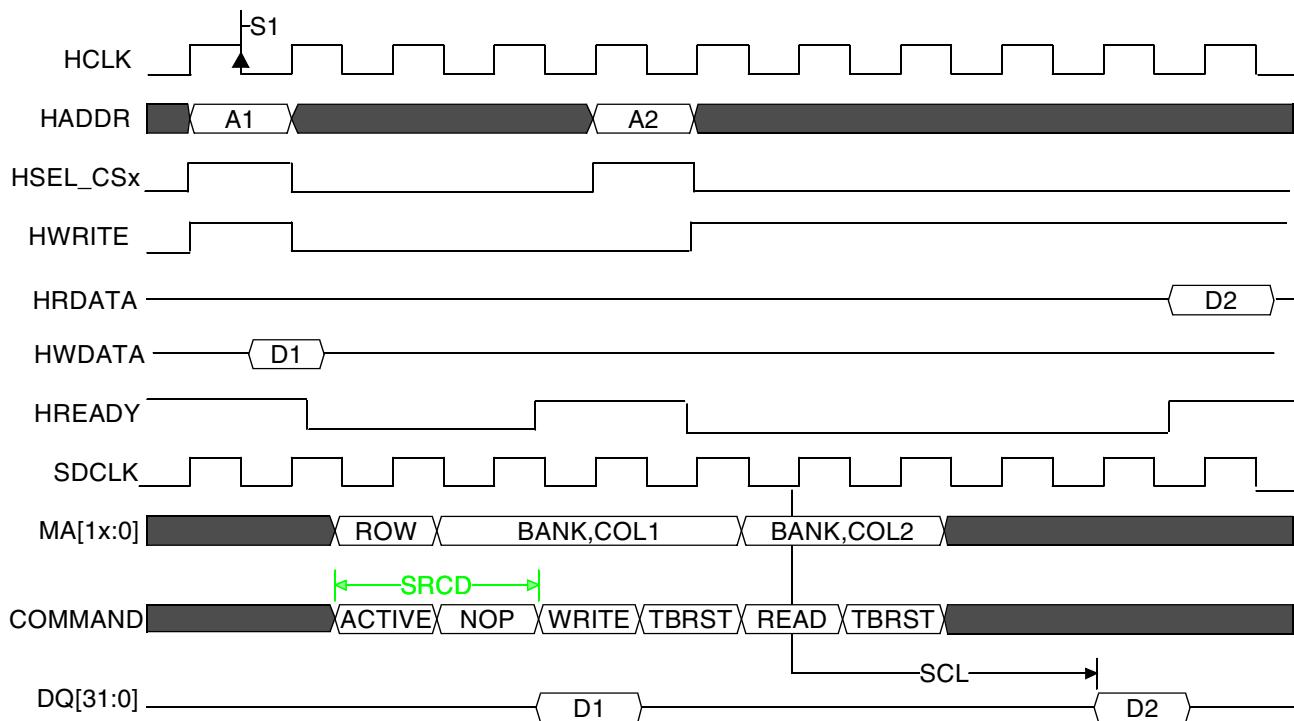 S1
HCLK
HADDR A1 A2
HSEL_CSx
HWRITE
HRDATA D2
HWDATA D1
HREADY
SDCLK
MA[1x:0] ROW BANK,COL1 BANK,COL2
SRCD
COMMAND ACTIVE NOP WRITE TBRST READ TBRST
SCL
DQ[31:0] D1 D2